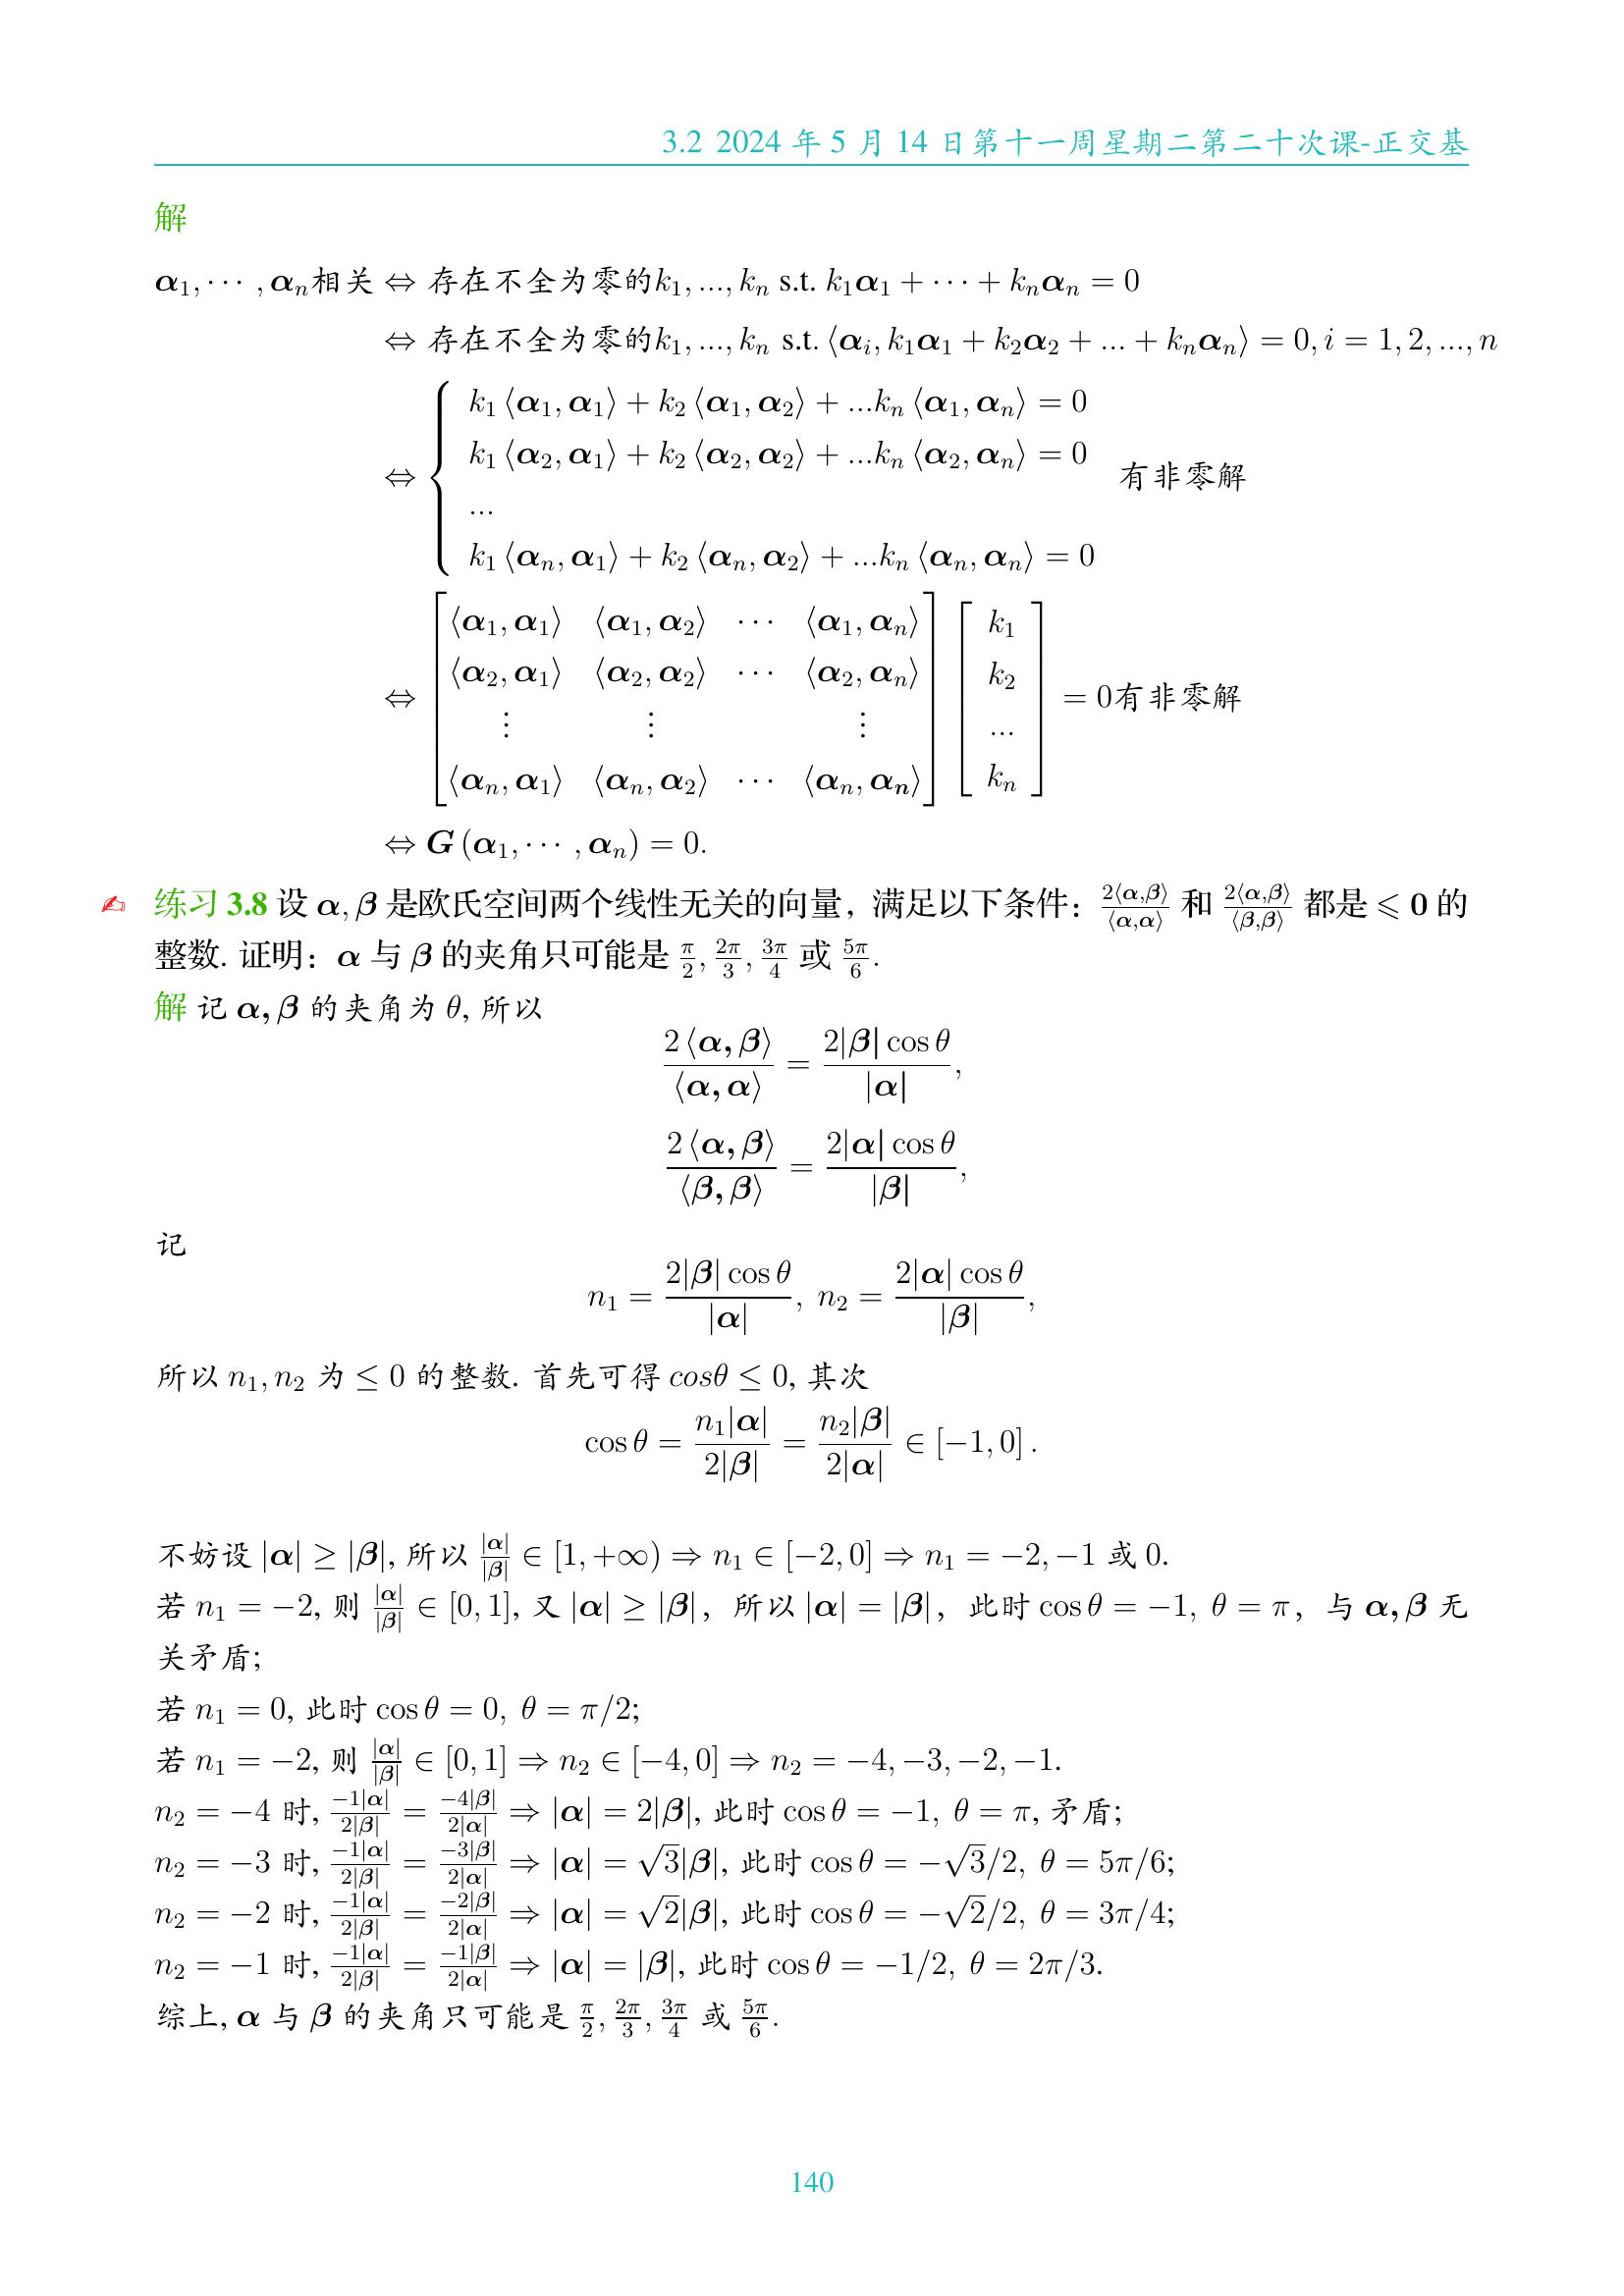 3.2 2024 年 5 月 14 日第十一周星期二第二十次课-正交基
解
$\boldsymbol{\alpha}_1, \cdots, \boldsymbol{\alpha}_n$相关 ⇔ 存在不全为零的$k_1, ..., k_n$ s.t. $k_1\boldsymbol{\alpha}_1 + \cdots + k_n\boldsymbol{\alpha}_n = 0$
⇔ 存在不全为零的$k_1, ..., k_n$ s.t. $\langle \boldsymbol{\alpha}_i, k_1\boldsymbol{\alpha}_1 + k_2\boldsymbol{\alpha}_2 + ... + k_n\boldsymbol{\alpha}_n \rangle = 0, i = 1, 2, ..., n$
⇔ $\begin{cases} k_1 \langle \boldsymbol{\alpha}_1, \boldsymbol{\alpha}_1 \rangle + k_2 \langle \boldsymbol{\alpha}_1, \boldsymbol{\alpha}_2 \rangle + ...k_n \langle \boldsymbol{\alpha}_1, \boldsymbol{\alpha}_n \rangle = 0 \\ k_1 \langle \boldsymbol{\alpha}_2, \boldsymbol{\alpha}_1 \rangle + k_2 \langle \boldsymbol{\alpha}_2, \boldsymbol{\alpha}_2 \rangle + ...k_n \langle \boldsymbol{\alpha}_2, \boldsymbol{\alpha}_n \rangle = 0 \\ ... \\ k_1 \langle \boldsymbol{\alpha}_n, \boldsymbol{\alpha}_1 \rangle + k_2 \langle \boldsymbol{\alpha}_n, \boldsymbol{\alpha}_2 \rangle + ...k_n \langle \boldsymbol{\alpha}_n, \boldsymbol{\alpha}_n \rangle = 0 \end{cases}$ 有非零解
⇔ $\begin{bmatrix} \langle \boldsymbol{\alpha}_1, \boldsymbol{\alpha}_1 \rangle & \langle \boldsymbol{\alpha}_1, \boldsymbol{\alpha}_2 \rangle & \cdots & \langle \boldsymbol{\alpha}_1, \boldsymbol{\alpha}_n \rangle \\ \langle \boldsymbol{\alpha}_2, \boldsymbol{\alpha}_1 \rangle & \langle \boldsymbol{\alpha}_2, \boldsymbol{\alpha}_2 \rangle & \cdots & \langle \boldsymbol{\alpha}_2, \boldsymbol{\alpha}_n \rangle \\ \vdots & \vdots & & \vdots \\ \langle \boldsymbol{\alpha}_n, \boldsymbol{\alpha}_1 \rangle & \langle \boldsymbol{\alpha}_n, \boldsymbol{\alpha}_2 \rangle & \cdots & \langle \boldsymbol{\alpha}_n, \boldsymbol{\alpha_n} \rangle \end{bmatrix} \begin{bmatrix} k_1 \\ k_2 \\ ... \\ k_n \end{bmatrix} = 0$有非零解
⇔ $\boldsymbol{G}(\boldsymbol{\alpha}_1, \cdots, \boldsymbol{\alpha}_n) = 0.$
✍ 练习 3.8 设 $\boldsymbol{\alpha}, \boldsymbol{\beta}$ 是欧氏空间两个线性无关的向量，满足以下条件：$\frac{2\langle \boldsymbol{\alpha}, \boldsymbol{\beta} \rangle}{\langle \boldsymbol{\alpha}, \boldsymbol{\alpha} \rangle}$ 和 $\frac{2\langle \boldsymbol{\alpha}, \boldsymbol{\beta} \rangle}{\langle \boldsymbol{\beta}, \boldsymbol{\beta} \rangle}$ 都是 $\leqslant \mathbf{0}$ 的
整数. 证明：$\boldsymbol{\alpha}$ 与 $\boldsymbol{\beta}$ 的夹角只可能是 $\frac{\pi}{2}, \frac{2\pi}{3}, \frac{3\pi}{4}$ 或 $\frac{5\pi}{6}$.
解 记 $\boldsymbol{\alpha, \beta}$ 的夹角为 $\theta$, 所以
$\frac{2 \langle \boldsymbol{\alpha, \beta} \rangle}{\langle \boldsymbol{\alpha, \alpha} \rangle} = \frac{2|\boldsymbol{\beta}| \cos\theta}{|\boldsymbol{\alpha}|},$
$\frac{2 \langle \boldsymbol{\alpha, \beta} \rangle}{\langle \boldsymbol{\beta, \beta} \rangle} = \frac{2|\boldsymbol{\alpha}| \cos\theta}{|\boldsymbol{\beta}|},$
记
$n_1 = \frac{2|\boldsymbol{\beta}| \cos\theta}{|\boldsymbol{\alpha}|}, \ n_2 = \frac{2|\boldsymbol{\alpha}| \cos\theta}{|\boldsymbol{\beta}|},$
所以 $n_1, n_2$ 为 $\leq 0$ 的整数. 首先可得 $cos\theta \leq 0$, 其次
$\cos\theta = \frac{n_1|\boldsymbol{\alpha}|}{2|\boldsymbol{\beta}|} = \frac{n_2|\boldsymbol{\beta}|}{2|\boldsymbol{\alpha}|} \in [-1, 0].$
不妨设 $|\boldsymbol{\alpha}| \geq |\boldsymbol{\beta}|$, 所以 $\frac{|\boldsymbol{\alpha}|}{|\boldsymbol{\beta}|} \in [1, +\infty) \Rightarrow n_1 \in [-2, 0] \Rightarrow n_1 = -2, -1$ 或 0.
若 $n_1 = -2$, 则 $\frac{|\boldsymbol{\alpha}|}{|\boldsymbol{\beta}|} \in [0, 1]$, 又 $|\boldsymbol{\alpha}| \geq |\boldsymbol{\beta}|$，所以 $|\boldsymbol{\alpha}| = |\boldsymbol{\beta}|$，此时 $\cos\theta = -1, \ \theta = \pi$，与 $\boldsymbol{\alpha, \beta}$ 无
关矛盾;
若 $n_1 = 0$, 此时 $\cos\theta = 0, \ \theta = \pi/2$;
若 $n_1 = -2$, 则 $\frac{|\boldsymbol{\alpha}|}{|\boldsymbol{\beta}|} \in [0, 1] \Rightarrow n_2 \in [-4, 0] \Rightarrow n_2 = -4, -3, -2, -1.$
$n_2 = -4$ 时, $\frac{-1|\boldsymbol{\alpha}|}{2|\boldsymbol{\beta}|} = \frac{-4|\boldsymbol{\beta}|}{2|\boldsymbol{\alpha}|} \Rightarrow |\boldsymbol{\alpha}| = 2|\boldsymbol{\beta}|$, 此时 $\cos\theta = -1, \ \theta = \pi$, 矛盾;
$n_2 = -3$ 时, $\frac{-1|\boldsymbol{\alpha}|}{2|\boldsymbol{\beta}|} = \frac{-3|\boldsymbol{\beta}|}{2|\boldsymbol{\alpha}|} \Rightarrow |\boldsymbol{\alpha}| = \sqrt{3}|\boldsymbol{\beta}|$, 此时 $\cos\theta = -\sqrt{3}/2, \ \theta = 5\pi/6$;
$n_2 = -2$ 时, $\frac{-1|\boldsymbol{\alpha}|}{2|\boldsymbol{\beta}|} = \frac{-2|\boldsymbol{\beta}|}{2|\boldsymbol{\alpha}|} \Rightarrow |\boldsymbol{\alpha}| = \sqrt{2}|\boldsymbol{\beta}|$, 此时 $\cos\theta = -\sqrt{2}/2, \ \theta = 3\pi/4$;
$n_2 = -1$ 时, $\frac{-1|\boldsymbol{\alpha}|}{2|\boldsymbol{\beta}|} = \frac{-1|\boldsymbol{\beta}|}{2|\boldsymbol{\alpha}|} \Rightarrow |\boldsymbol{\alpha}| = |\boldsymbol{\beta}|$, 此时 $\cos\theta = -1/2, \ \theta = 2\pi/3.$
综上, $\boldsymbol{\alpha}$ 与 $\boldsymbol{\beta}$ 的夹角只可能是 $\frac{\pi}{2}, \frac{2\pi}{3}, \frac{3\pi}{4}$ 或 $\frac{5\pi}{6}$.
140